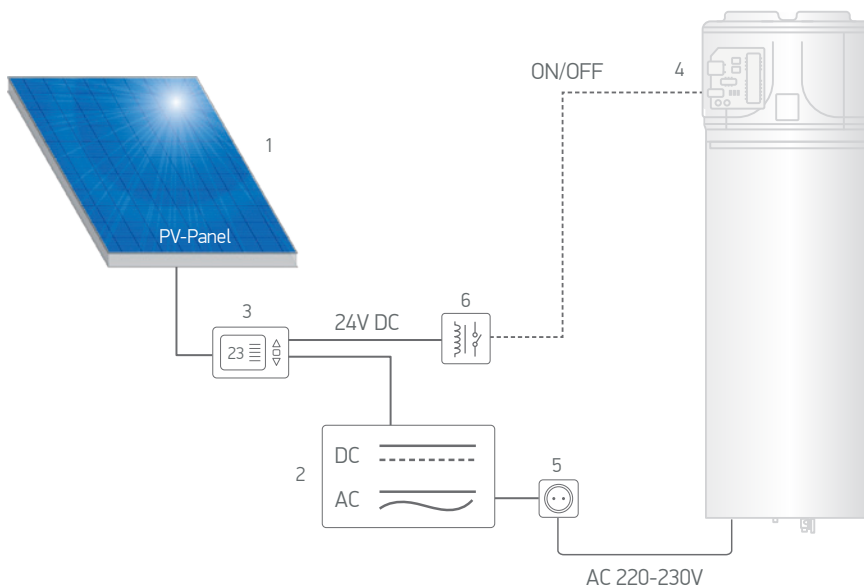 ON/OFF
4
1
PV-Panel
3
6
24V DC
23
2
DC
AC
5
AC 220-230V